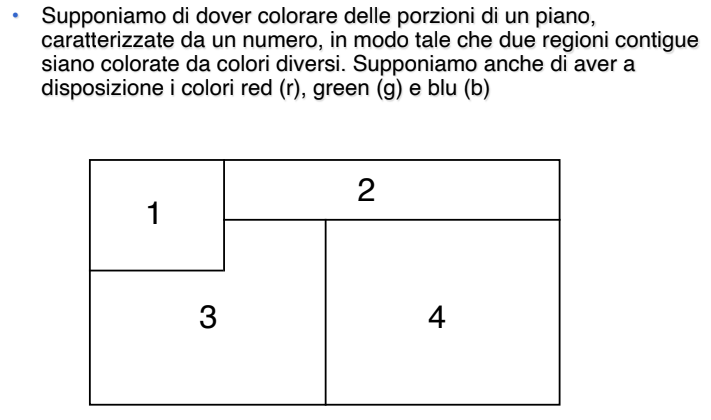 • Supponiamo di dover colorare delle porzioni di un piano,
caratterizzate da un numero, in modo tale che due regioni contigue
siano colorate da colori diversi. Supponiamo anche di aver a
disposizione i colori red (r), green (g) e blu (b)
2
1
3
4